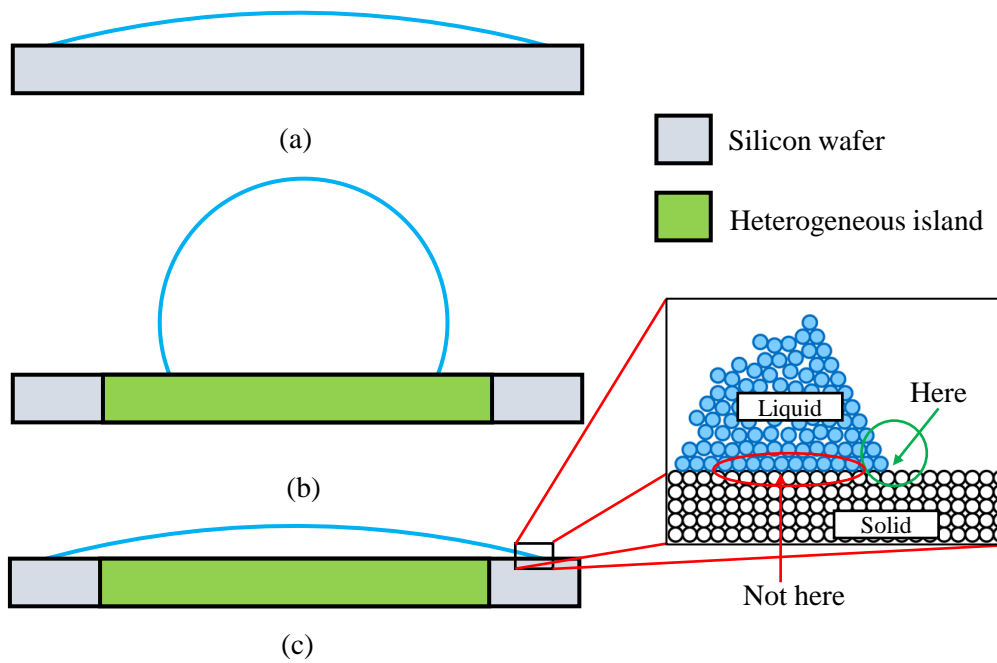 (a)
Silicon wafer
Heterogeneous island
(b)
Liquid
Here
Solid
Not here
(c)